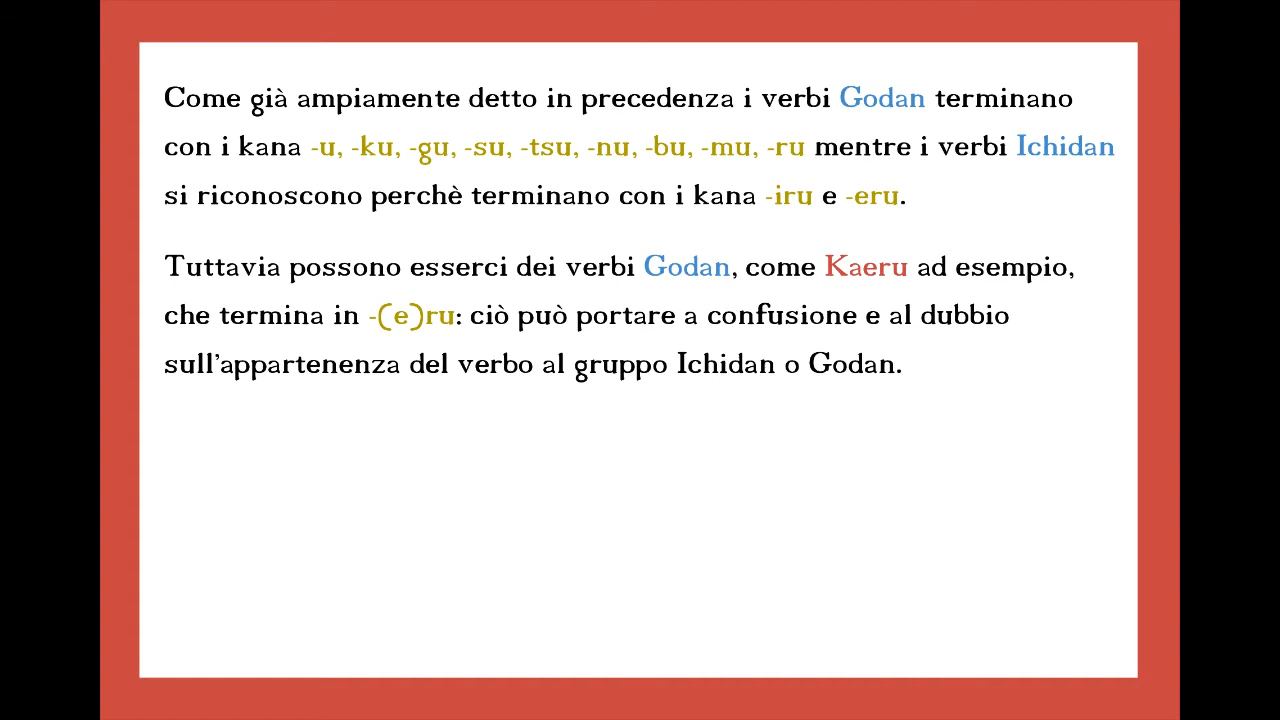 Come già ampiamente detto in precedenza i verbi Godan terminano
con i kana -u, -ku, -gu, -su, -tsu, -nu, -bu, -mu, -ru mentre i verbi Ichidan
si riconoscono perchè terminano con i kana -iru e -eru.
Tuttavia possono esserci dei verbi Godan, come Kaeru ad esempio,
che termina in -(e)ru: ciò può portare a confusione e al dubbio
sull'appartenenza del verbo al gruppo Ichidan o Godan.